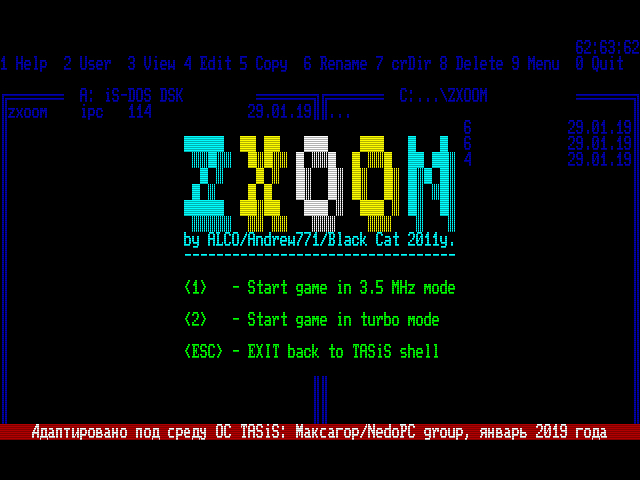 62:63:62
1 Help 2 User 3 View 4 Edit 5 Copy 6 Rename 7 crDir 8 Delete 9 Menu 0 Quit
A: iS-DOS DSK C:...\ZXOOM
zxoom ipc 114 29.01.19 ...
6 29.01.19
6 29.01.19
4 29.01.19
ZXOOM
by ALCO/Andrew771/Black Cat 2011y.
----------------------------------
<1> - Start game in 3.5 MHz mode
<2> - Start game in turbo mode
<ESC> - EXIT back to TASiS shell
Адаптировано под среду ОС TASiS: Максагор/NedoPC group, январь 2019 года